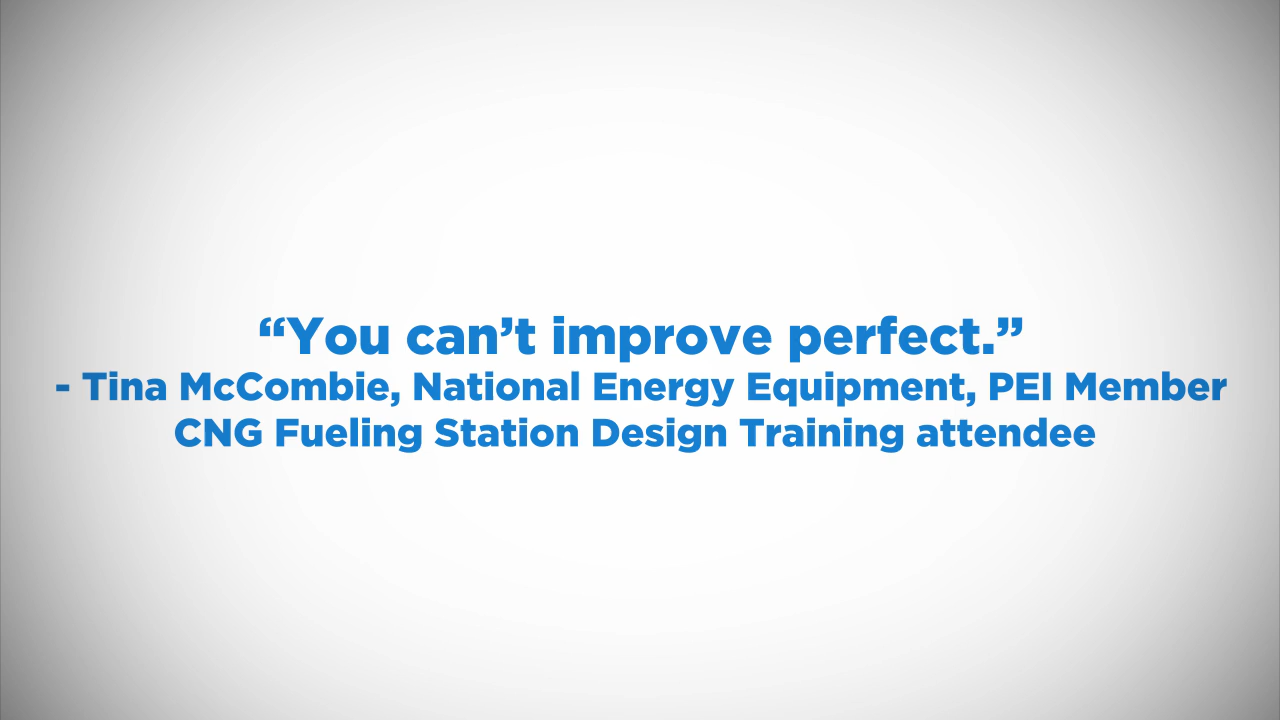 “You can’t improve perfect.”
- Tina McCombie, National Energy Equipment, PEI Member
CNG Fueling Station Design Training attendee